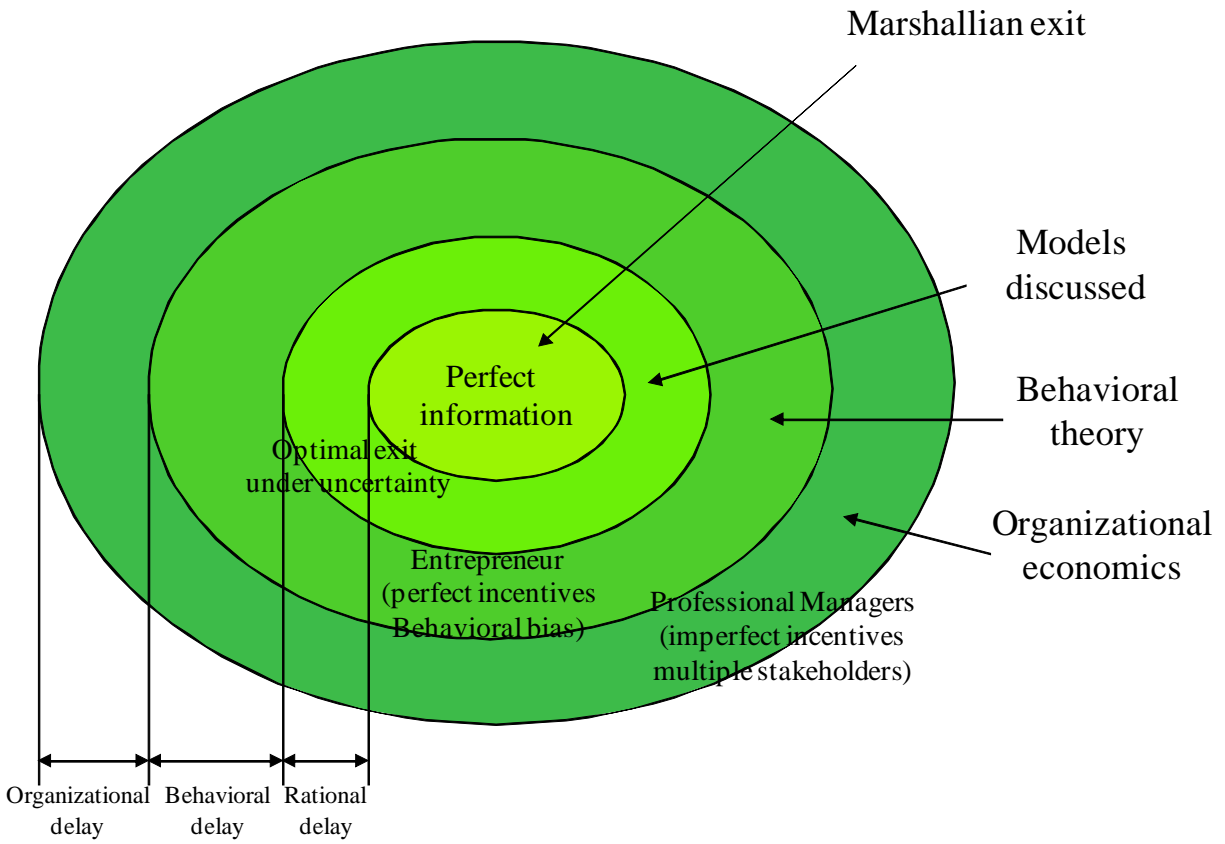 Marshallian exit
Models
discussed
Perfect
information
Behavioral
theory
Optimal exit
under uncertainty
Organizational
economics
Entrepreneur
(perfect incentives
Behavioral bias)
Professional Managers
(imperfect incentives
multiple stakeholders)
Organizational
delay
Behavioral
delay
Rational
delay